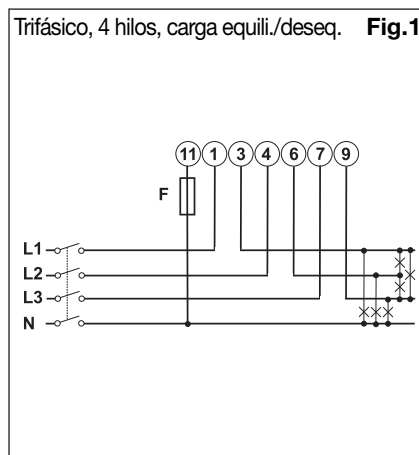 Trifásico, 4 hilos, carga equili./deseq. Fig.1
11 1 3 4 6 7 9
F
L1
L2
L3
N